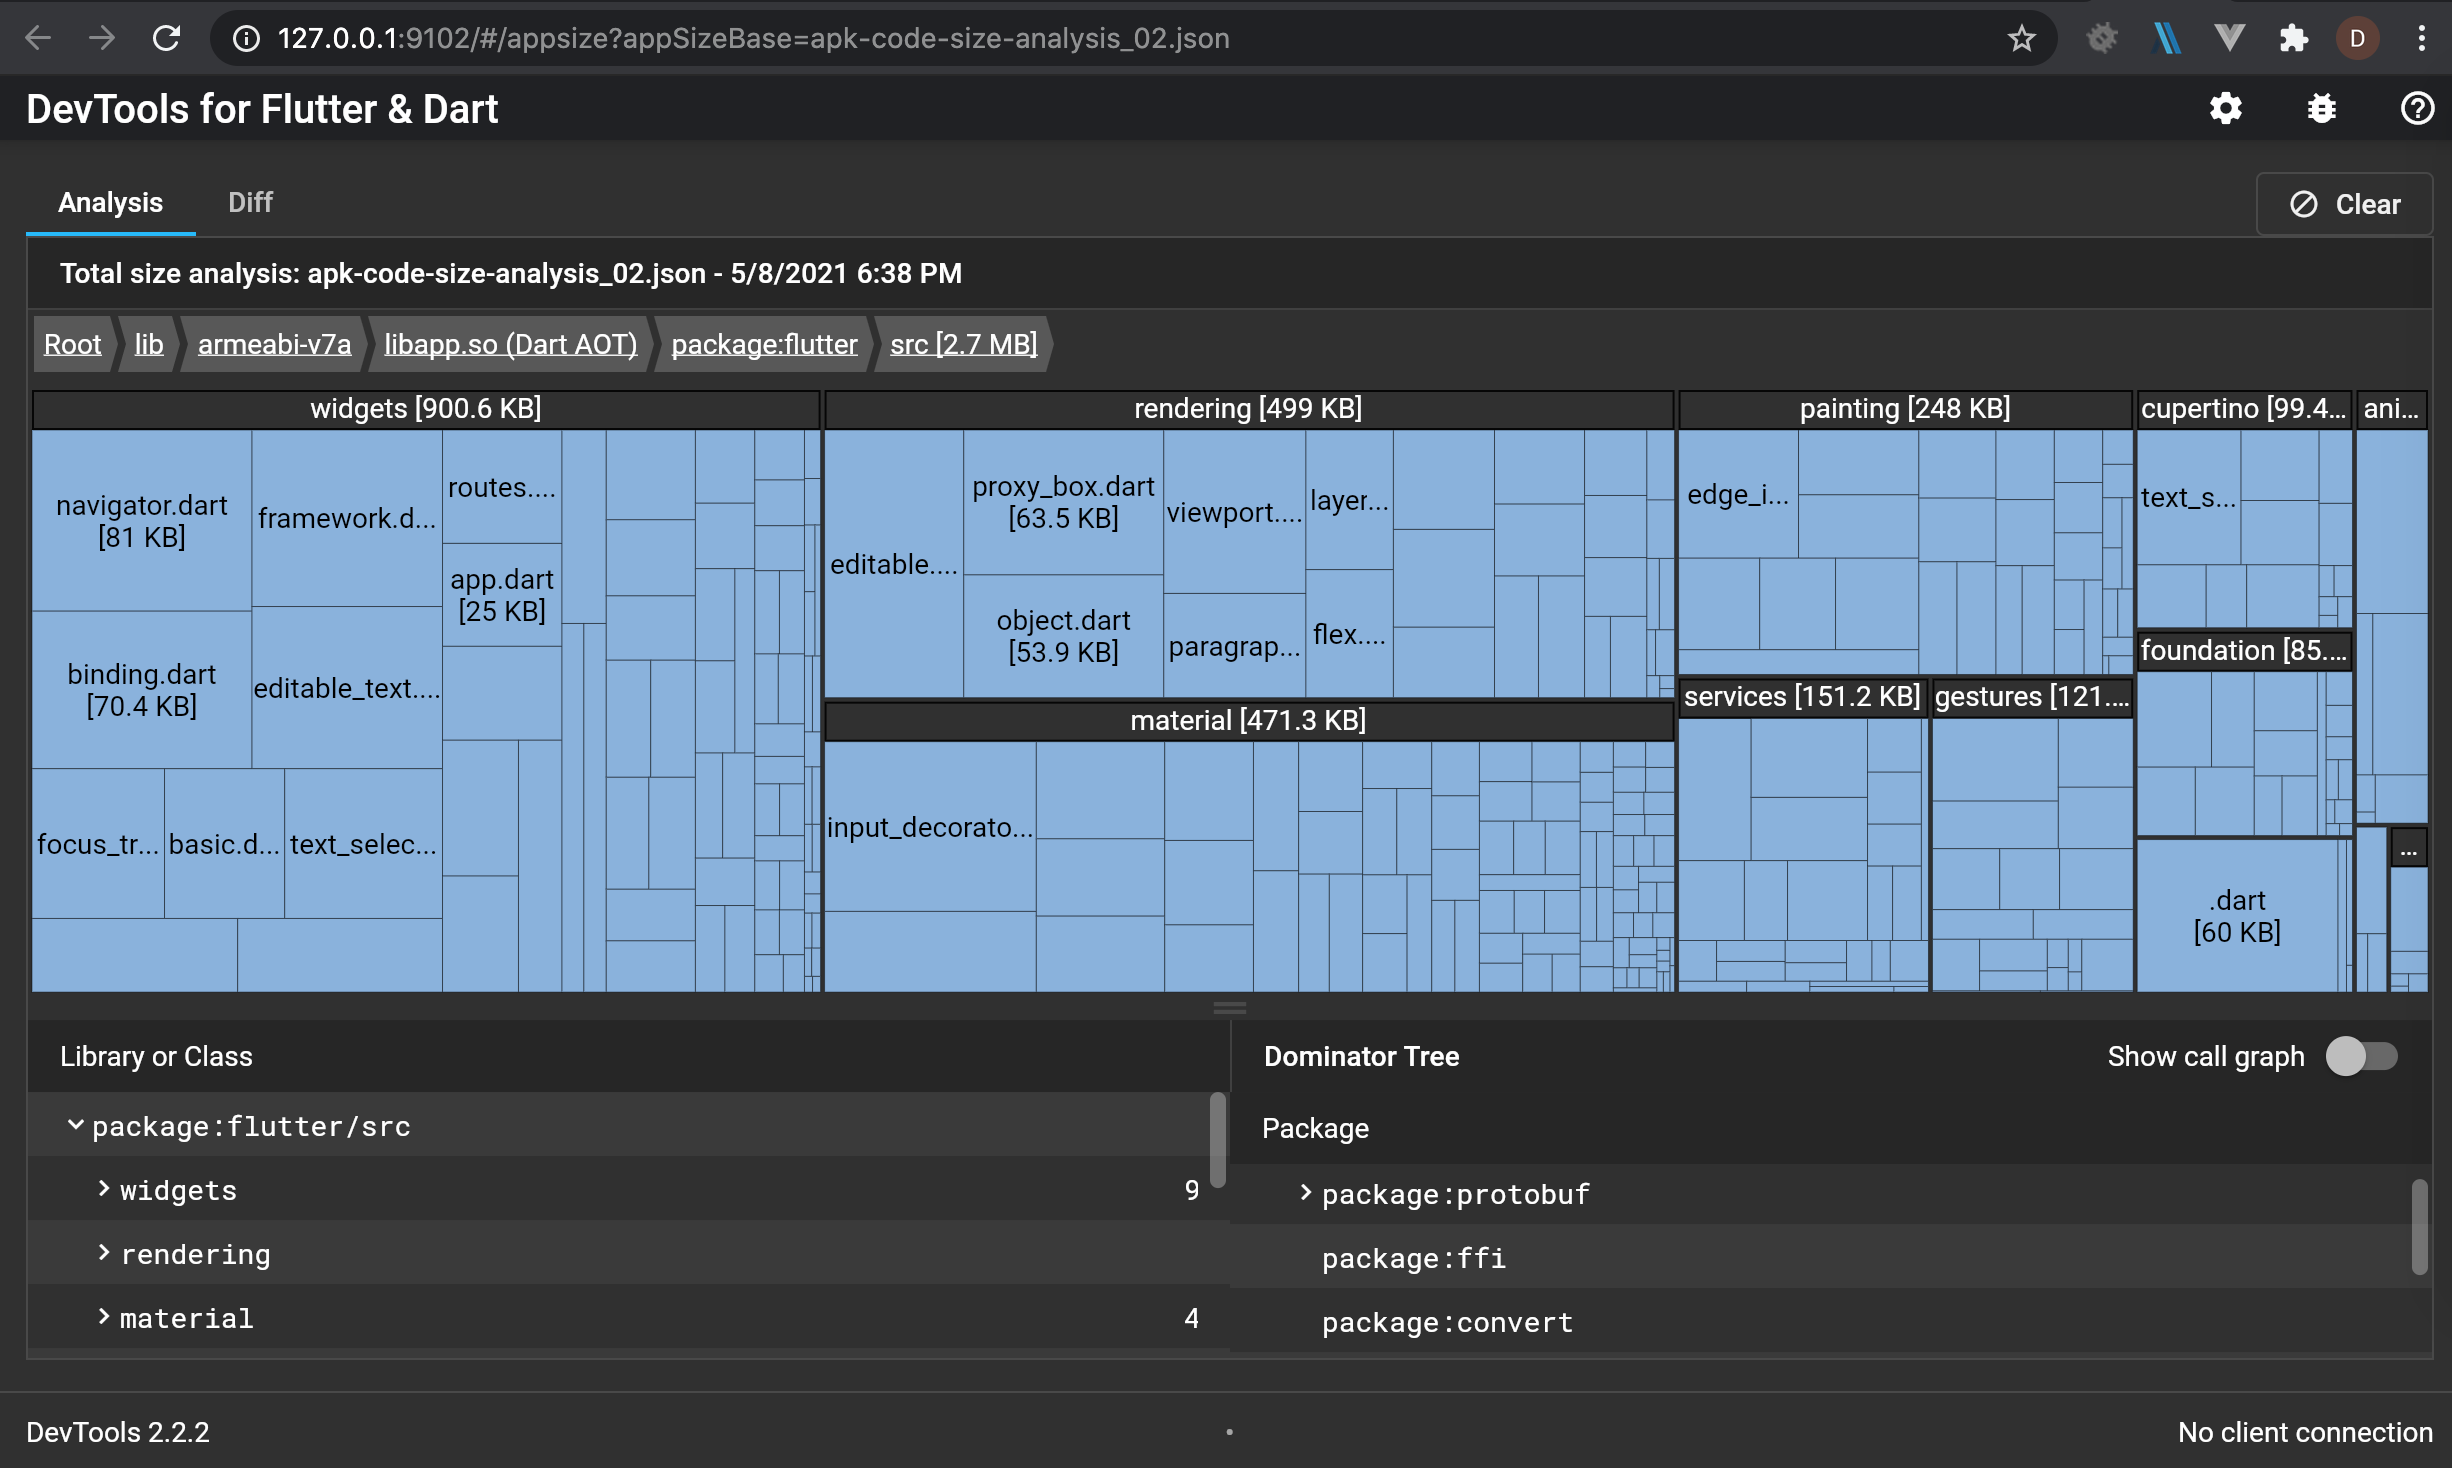 127.0.0.1:9102/#/appsize?appSizeBase=apk-code-size-analysis_02.json
D
DevTools for Flutter & Dart
Analysis
Diff
Clear
Total size analysis: apk-code-size-analysis_02.json - 5/8/2021 6:38 PM
Root
lib
armeabi-v7a
libapp.so (Dart AOT)
package:flutter
src [2.7 MB]
widgets [900.6 KB]
navigator.dart
[81 KB]
framework.d...
routes....
app.dart
[25 KB]
binding.dart
[70.4 KB]
editable_text....
focus_tr...
basic.d...
text_selec...
rendering [499 KB]
editable....
proxy_box.dart
[63.5 KB]
object.dart
[53.9 KB]
viewport....
paragrap...
layer...
flex....
material [471.3 KB]
input_decorato...
painting [248 KB]
edge_i...
services [151.2 KB]
gestures [121....
cupertino [99.4...
text_s...
foundation [85....
.dart
[60 KB]
ani...
...
Library or Class
package:flutter/src
widgets 9
rendering
material 4
Dominator Tree
Show call graph
Package
package:protobuf
package:ffi
package:convert
DevTools 2.2.2
No client connection